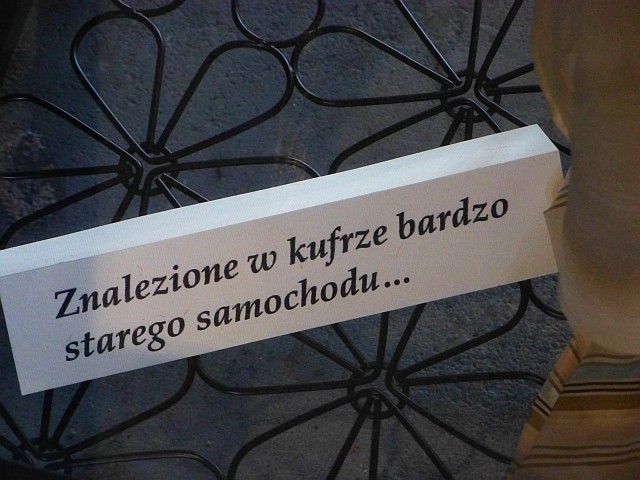 Znalezione w kufrze bardzo
starego samochodu...